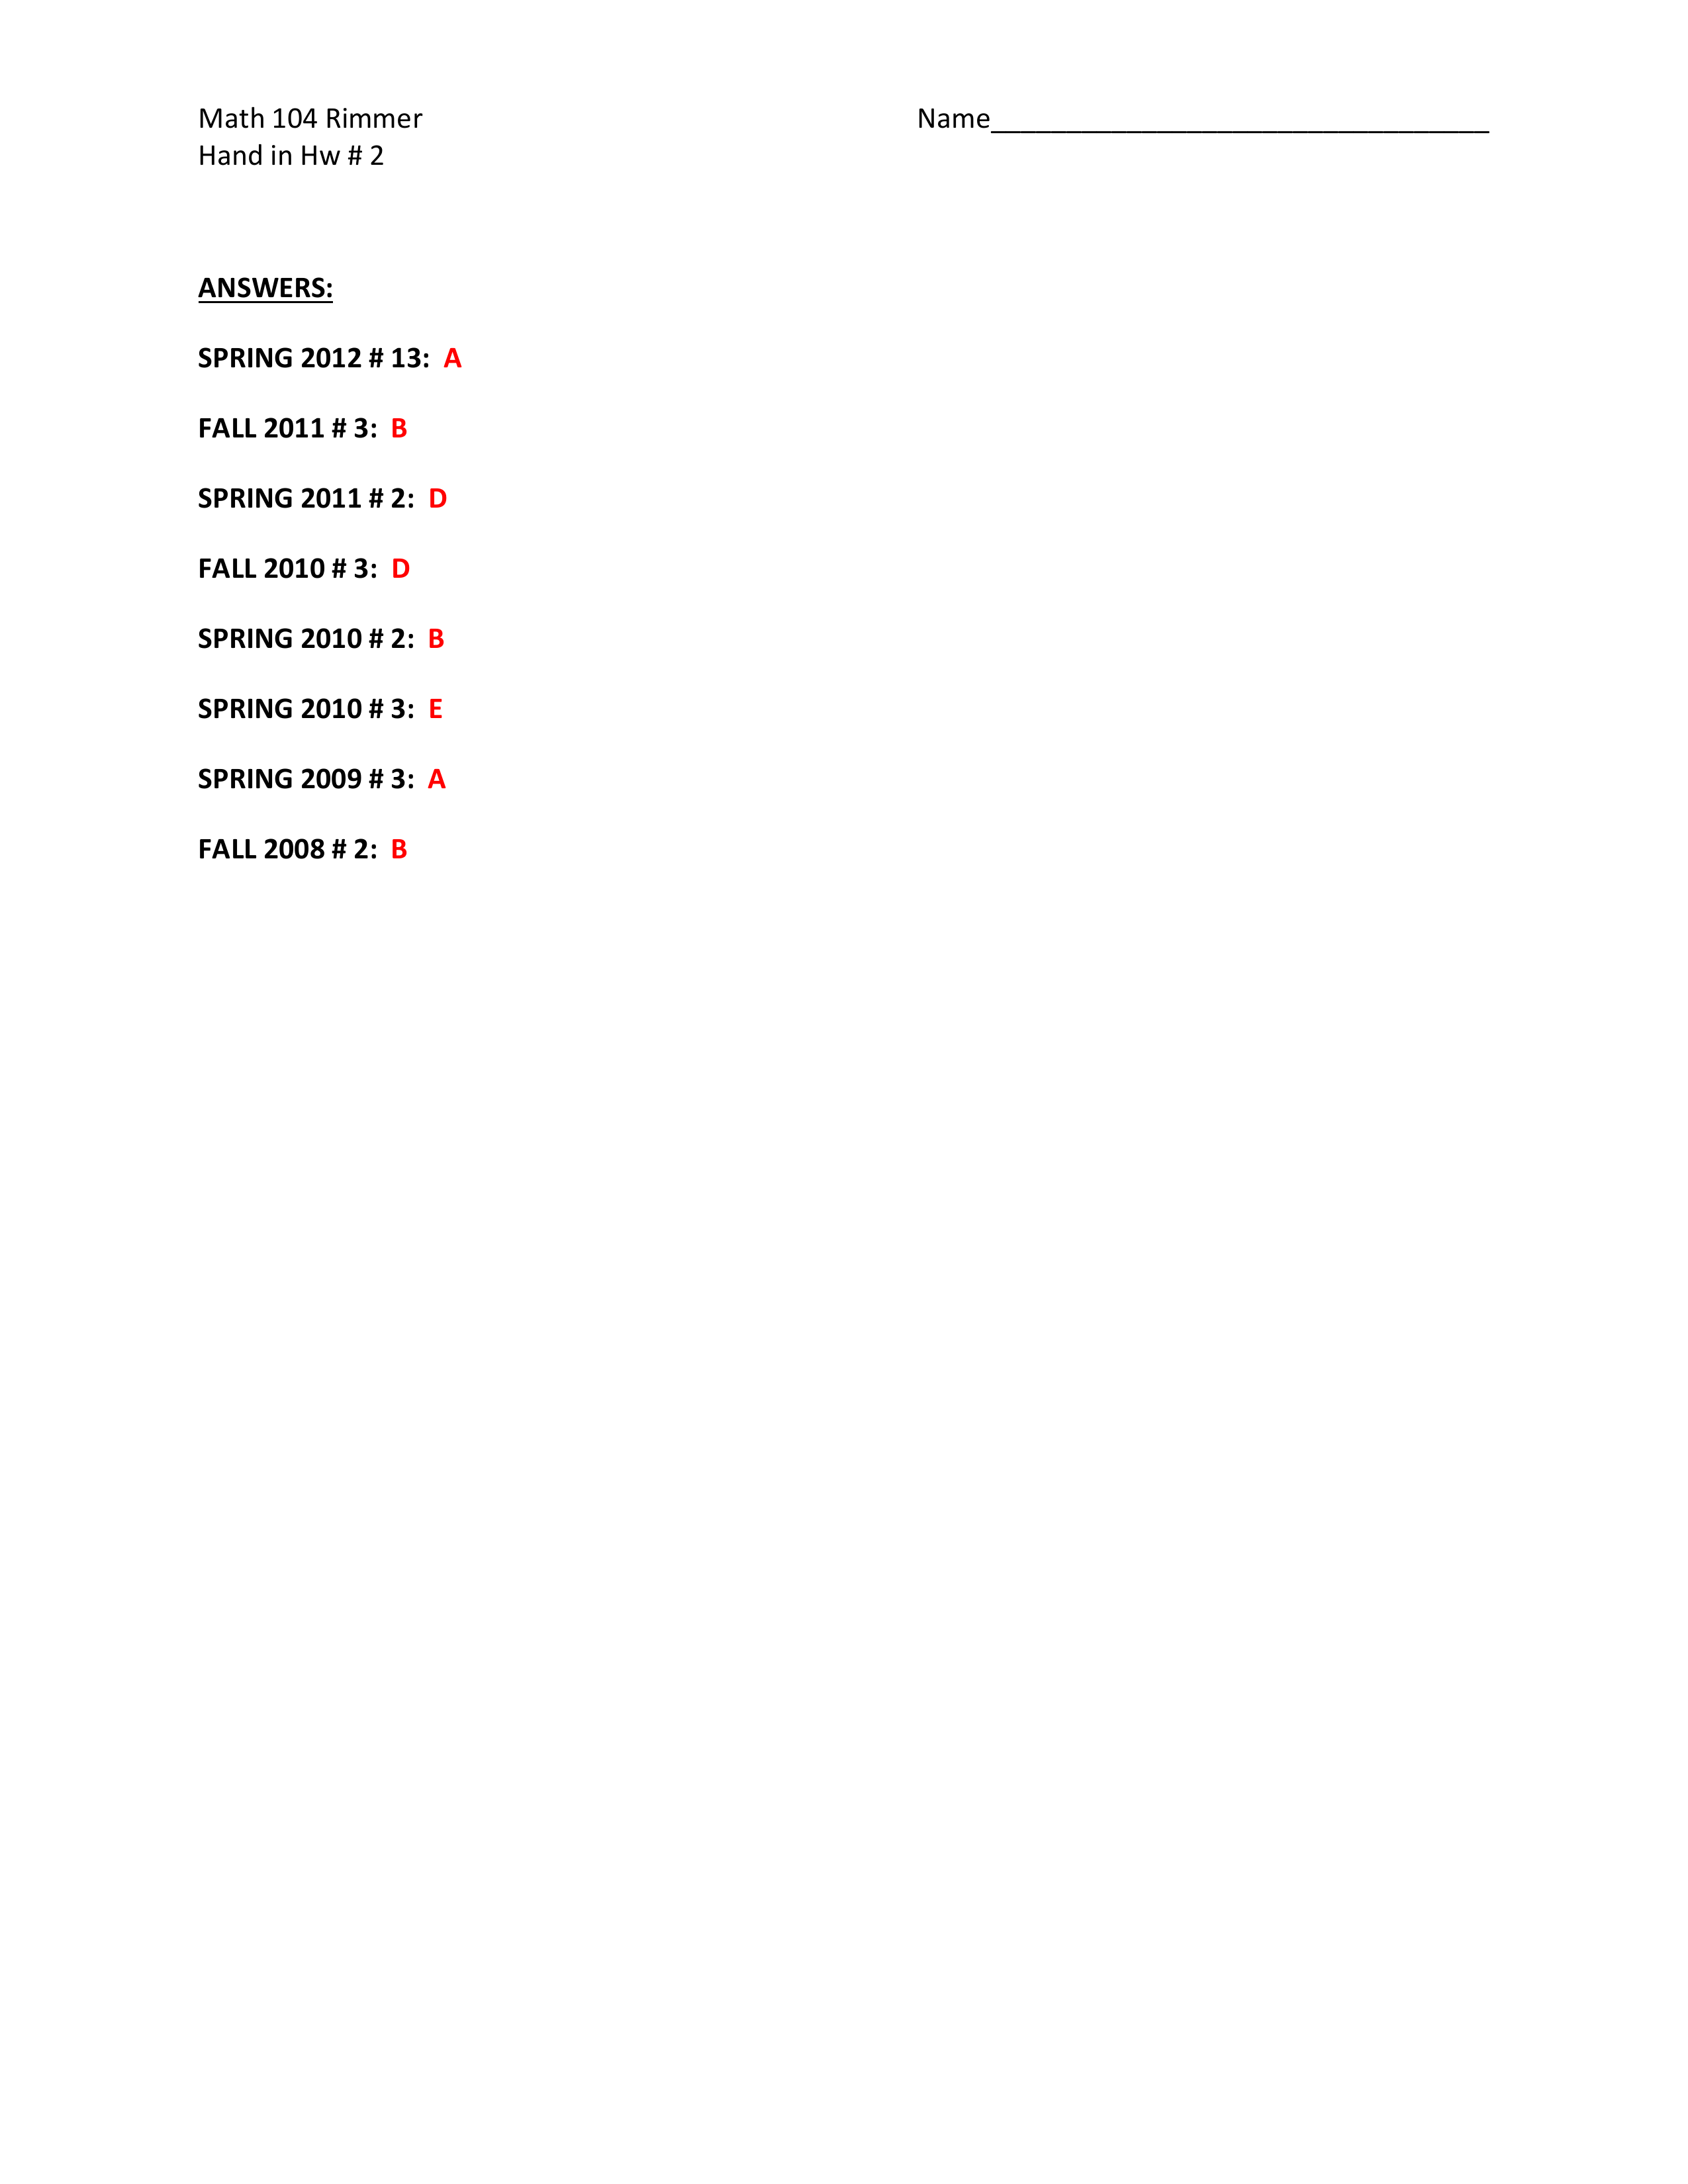 Math 104 Rimmer
Name_________________________________
Hand in Hw # 2
ANSWERS:
SPRING 2012 # 13: A
FALL 2011 # 3: B
SPRING 2011 # 2: D
FALL 2010 # 3: D
SPRING 2010 # 2: B
SPRING 2010 # 3: E
SPRING 2009 # 3: A
FALL 2008 # 2: B